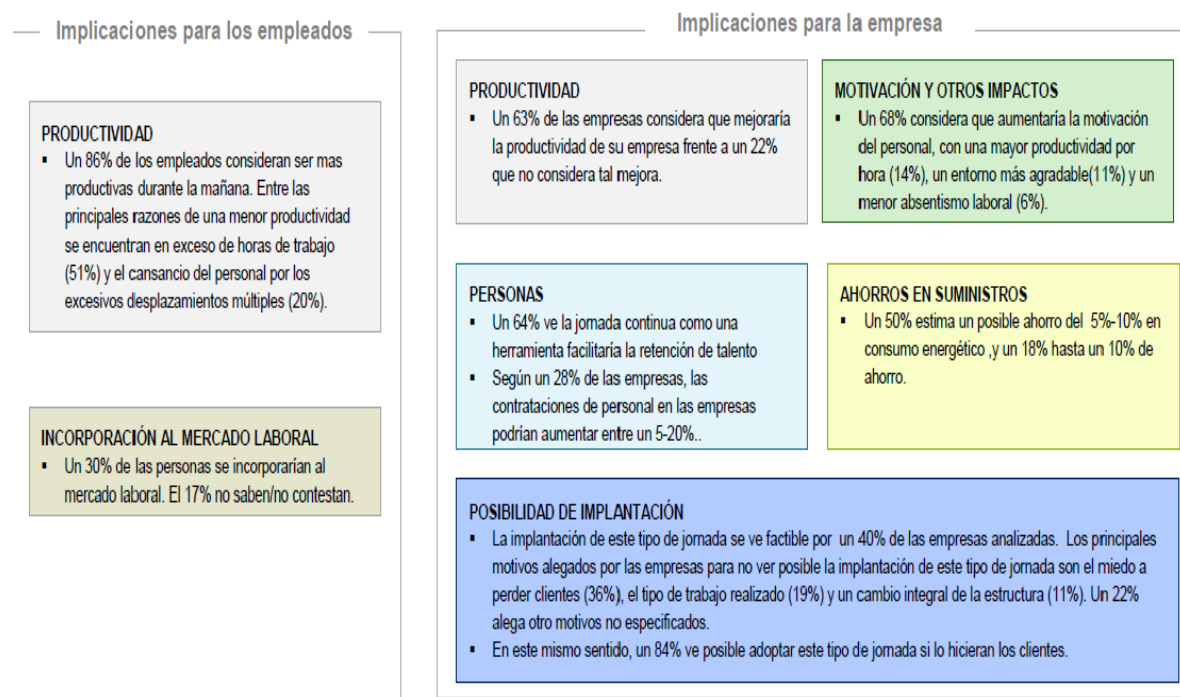 Implicaciones para los empleados
PRODUCTIVIDAD
▪ Un 86% de los empleados consideran ser mas
productivas durante la mañana. Entre las
principales razones de una menor productividad
se encuentran en exceso de horas de trabajo
(51%) y el cansancio del personal por los
excesivos desplazamientos múltiples (20%).
INCORPORACIÓN AL MERCADO LABORAL
▪ Un 30% de las personas se incorporarían al
mercado laboral. El 17% no saben/no contestan.
Implicaciones para la empresa
PRODUCTIVIDAD
▪ Un 63% de las empresas considera que mejoraría
la productividad de su empresa frente a un 22%
que no considera tal mejora.
MOTIVACIÓN Y OTROS IMPACTOS
▪ Un 68% considera que aumentaría la motivación
del personal, con una mayor productividad por
hora (14%), un entorno más agradable(11%) y un
menor absentismo laboral (6%).
PERSONAS
▪ Un 64% ve la jornada continua como una
herramienta facilitaría la retención de talento
▪ Según un 28% de las empresas, las
contrataciones de personal en las empresas
podrían aumentar entre un 5-20%..
AHORROS EN SUMINISTROS
▪ Un 50% estima un posible ahorro del 5%-10% en
consumo energético ,y un 18% hasta un 10% de
ahorro.
POSIBILIDAD DE IMPLANTACIÓN
▪ La implantación de este tipo de jornada se ve factible por un 40% de las empresas analizadas. Los principales
motivos alegados por las empresas para no ver posible la implantación de este tipo de jornada son el miedo a
perder clientes (36%), el tipo de trabajo realizado (19%) y un cambio integral de la estructura (11%). Un 22%
alega otro motivos no especificados.
▪ En este mismo sentido, un 84% ve posible adoptar este tipo de jornada si lo hicieran los clientes.